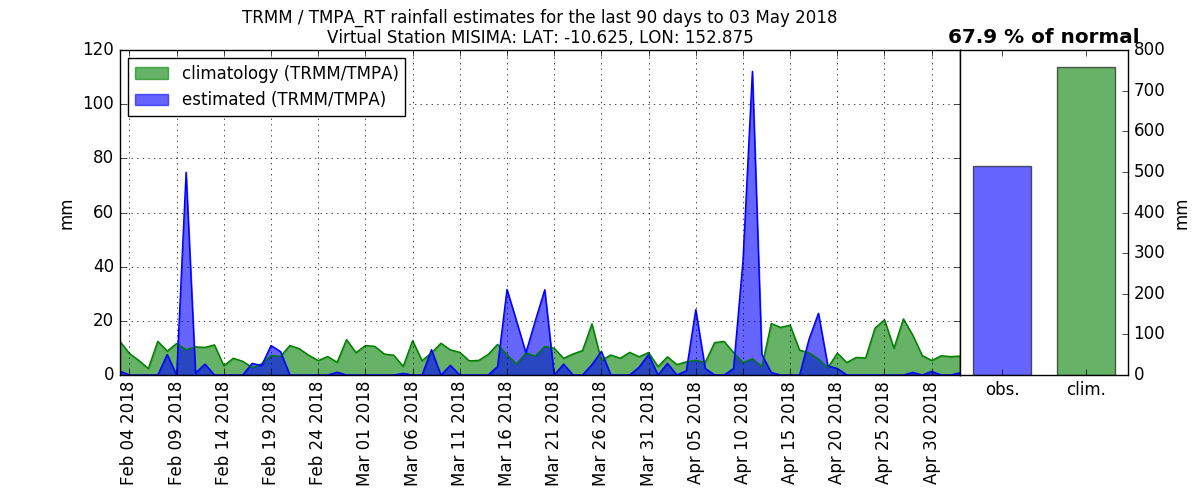 TRMM / TMPA_RT rainfall estimates for the last 90 days to 03 May 2018
Virtual Station MISIMA: LAT: -10.625, LON: 152.875
67.9 % of normal
climatology (TRMM/TMPA)
estimated (TRMM/TMPA)
120
100
80
60
40
20
0
mm
Feb 04 2018
Feb 09 2018
Feb 14 2018
Feb 19 2018
Feb 24 2018
Mar 01 2018
Mar 06 2018
Mar 11 2018
Mar 16 2018
Mar 21 2018
Mar 26 2018
Mar 31 2018
Apr 05 2018
Apr 10 2018
Apr 15 2018
Apr 20 2018
Apr 25 2018
Apr 30 2018
800
700
600
500
400
300
200
100
0
mm
obs.
clim.